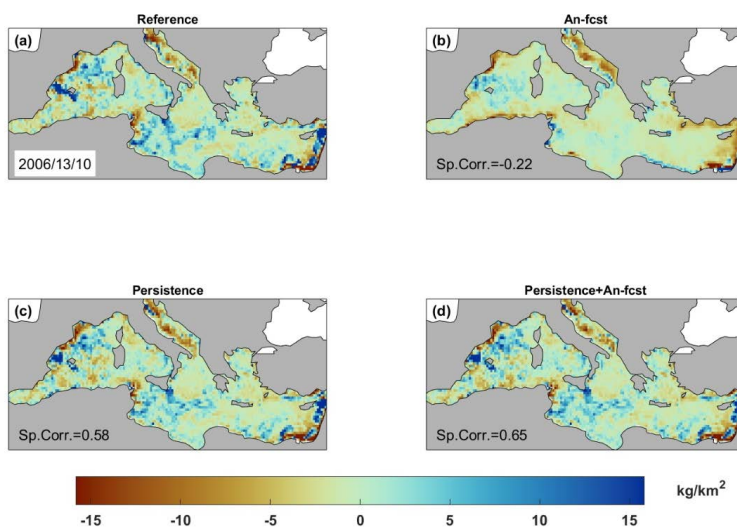 Reference
(a)
2006/13/10
An-fcst
(b)
Sp.Corr.=-0.22
Persistence
(c)
Sp.Corr.=0.58
Persistence+An-fcst
(d)
Sp.Corr.=0.65
kg/km²
-15 -10 -5 0 5 10 15